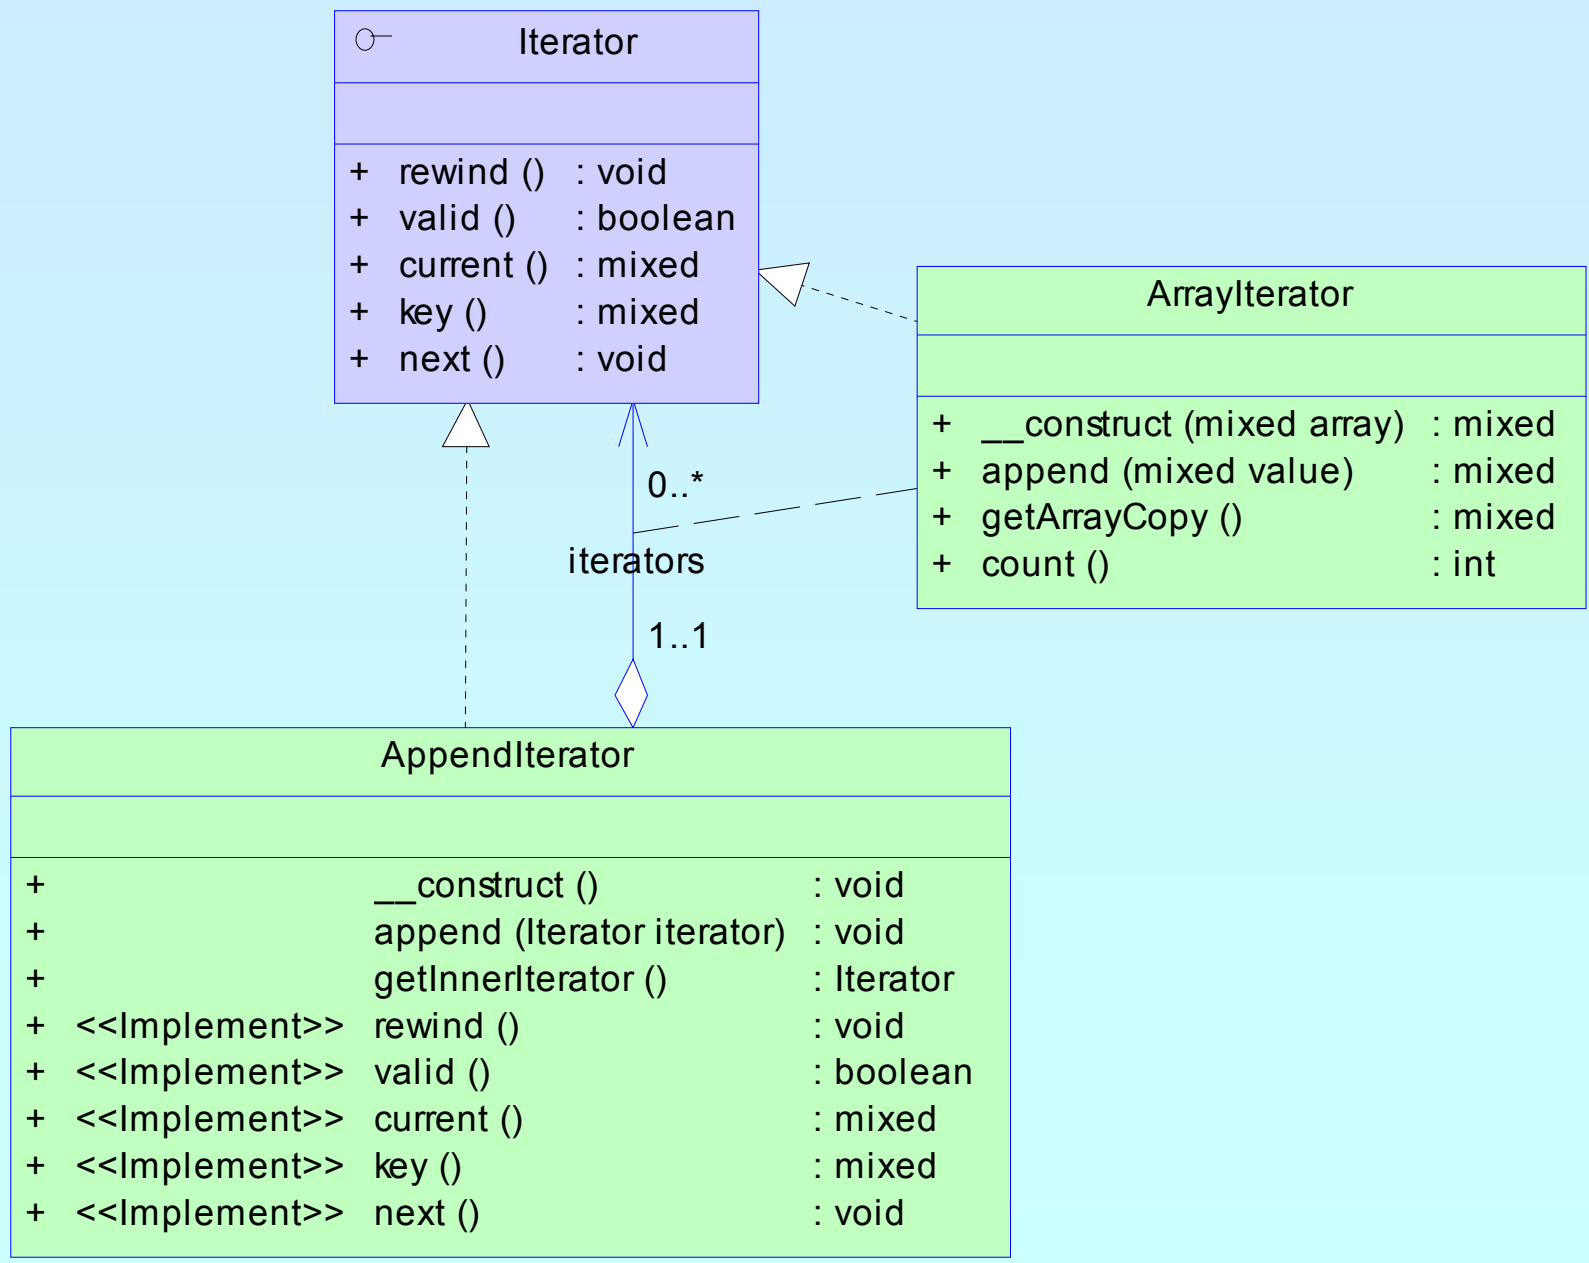 Iterator
+ rewind () : void
+ valid () : boolean
+ current () : mixed
+ key () : mixed
+ next () : void
ArrayIterator
+ __construct (mixed array) : mixed
+ append (mixed value) : mixed
+ getArrayCopy () : mixed
+ count () : int
0..*
iterators
1..1
AppendIterator
+ __construct () : void
+ append (Iterator iterator) : void
+ getInnerIterator () : Iterator
+ <<Implement>> rewind () : void
+ <<Implement>> valid () : boolean
+ <<Implement>> current () : mixed
+ <<Implement>> key () : mixed
+ <<Implement>> next () : void